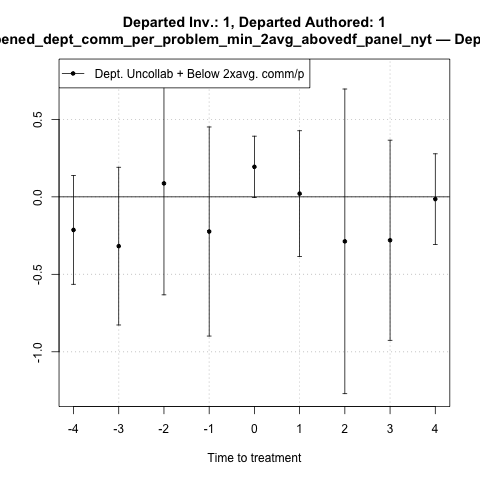 Departed Inv.: 1, Departed Authored: 1
ened_dept_comm_per_problem_min_2avg_abovedf_panel_nyt — Dep
Dept. Uncollab + Below 2xavg. comm/p
0.5
0.0
-0.5
-1.0
-4 -3 -2 -1 0 1 2 3 4
Time to treatment